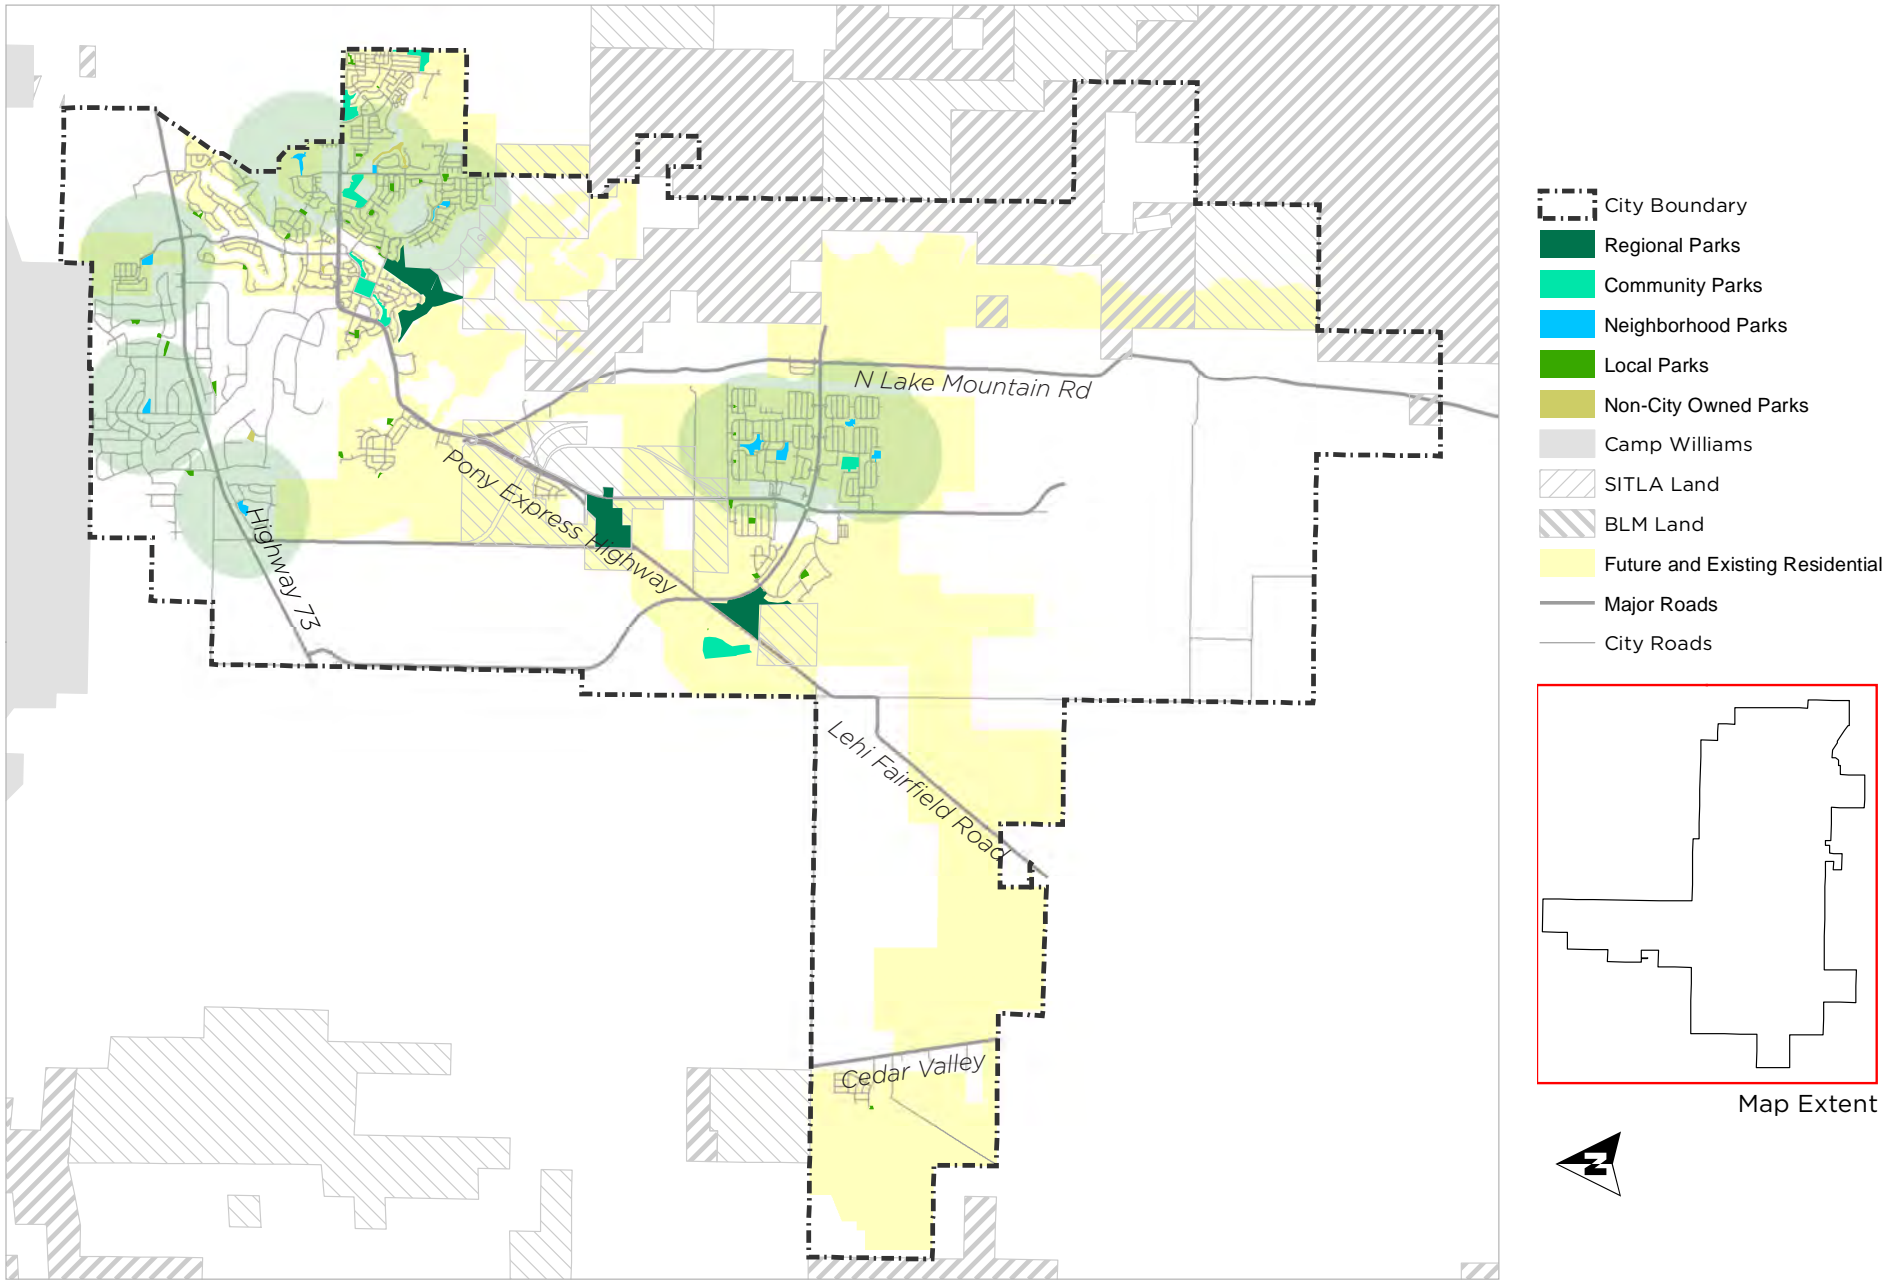 City Boundary
Regional Parks
Community Parks
Neighborhood Parks
Local Parks
Non-City Owned Parks
Camp Williams
SITLA Land
BLM Land
Future and Existing Residential
Major Roads
City Roads
N Lake Mountain Rd
Pony Express Highway
Highway 73
Lehi Fairfield Road
Cedar Valley
Map Extent
N